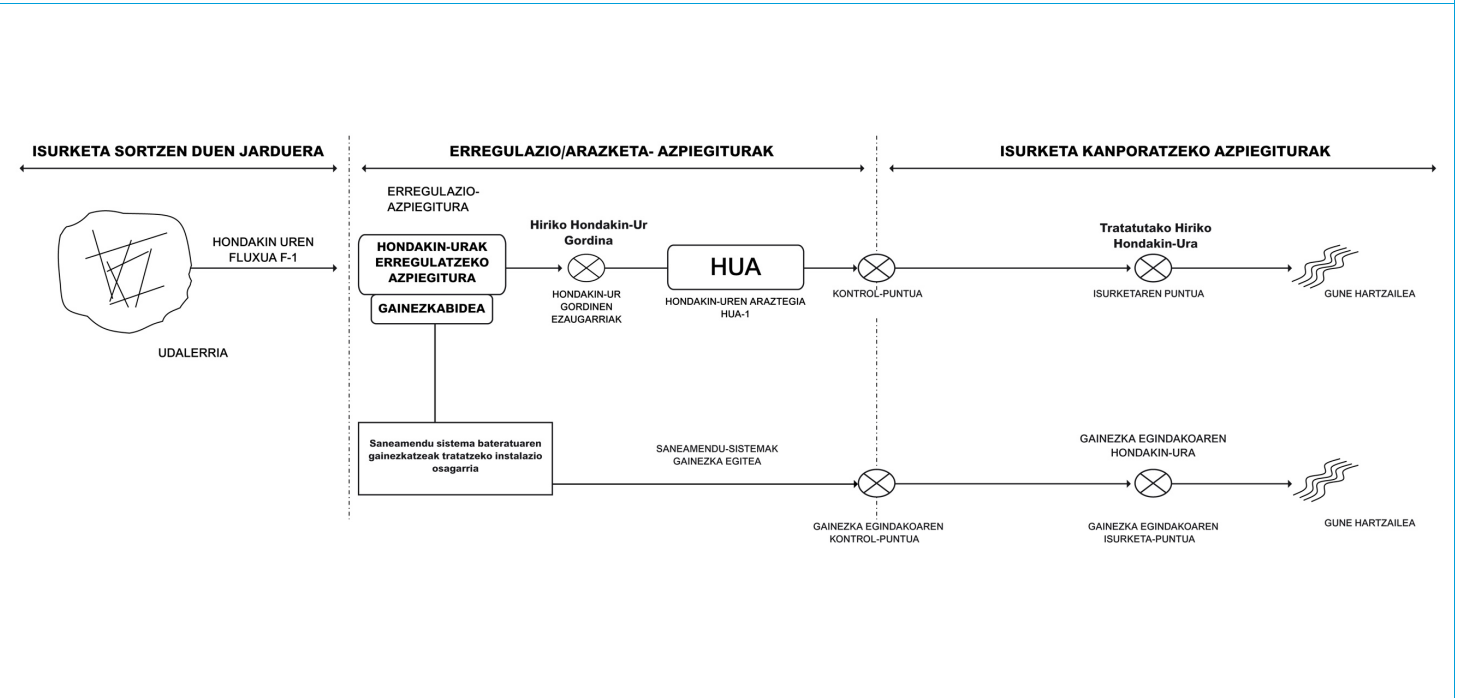 ISURKETA SORTZEN DUEN JARDUERA
ERREGULAZIO/ARAZKETA- AZPIEGITURAK
ISURKETA KANPORATZEKO AZPIEGITURAK
ERREGULAZIO-
AZPIEGITURA
HONDAKIN UREN
FLUXUA F-1
UDALERRIA
HONDAKIN-URAK
ERREGULATZEKO
AZPIEGITURA
GAINEZKABIDEA
Hiriko Hondakin-Ur
Gordina
HONDAKIN-UR
GORDINEN
EZAUGARRIAK
HUA
HONDAKIN-UREN ARAZTEGIA
HUA-1
KONTROL-PUNTUA
Tratatutako Hiriko
Hondakin-Ura
ISURKETAREN PUNTUA
GUNE HARTZAILEA
Saneamendu sistema bateratuaren
gainezkatzeak tratatzeko instalazio
osagarria
SANEAMENDU-SISTEMAK
GAINEZKA EGITEA
GAINEZKA EGINDAKOAREN
KONTROL-PUNTUA
GAINEZKA EGINDAKOAREN
HONDAKIN-URA
GAINEZKA EGINDAKOAREN
ISURKETA-PUNTUA
GUNE HARTZAILEA